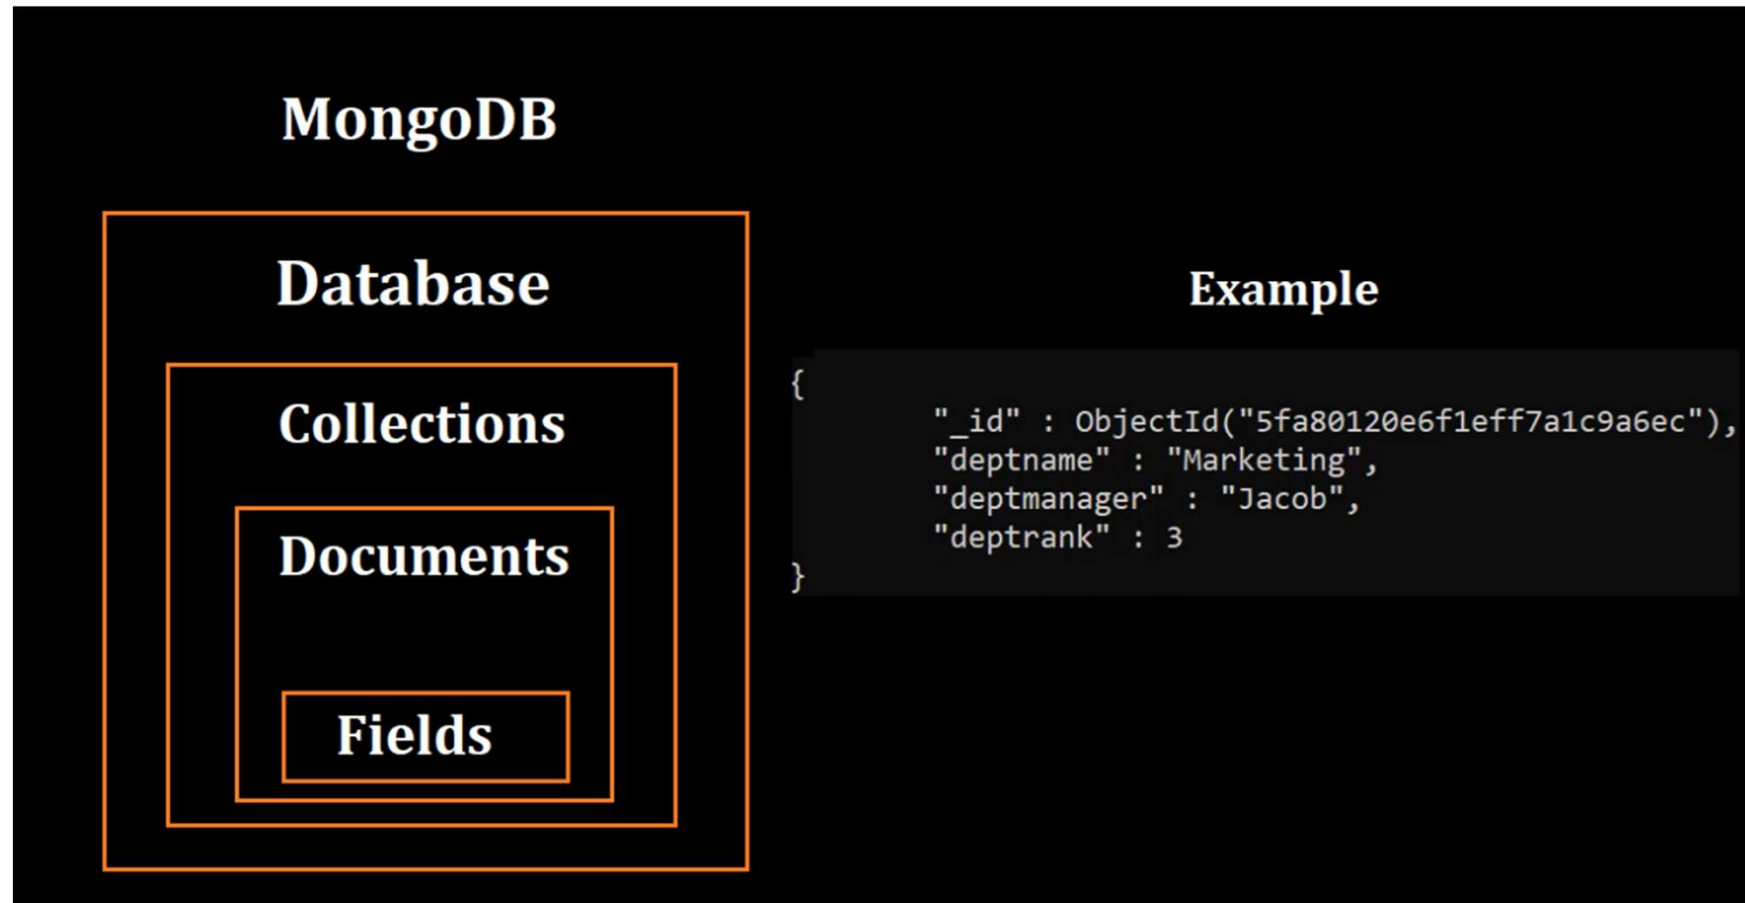 MongoDB
Database
Collections
Documents
Fields
Example
{
"_id" : ObjectId("5fa80120e6f1eff7a1c9a6ec"),
"deptname" : "Marketing",
"deptmanager" : "Jacob",
"deptrank" : 3
}